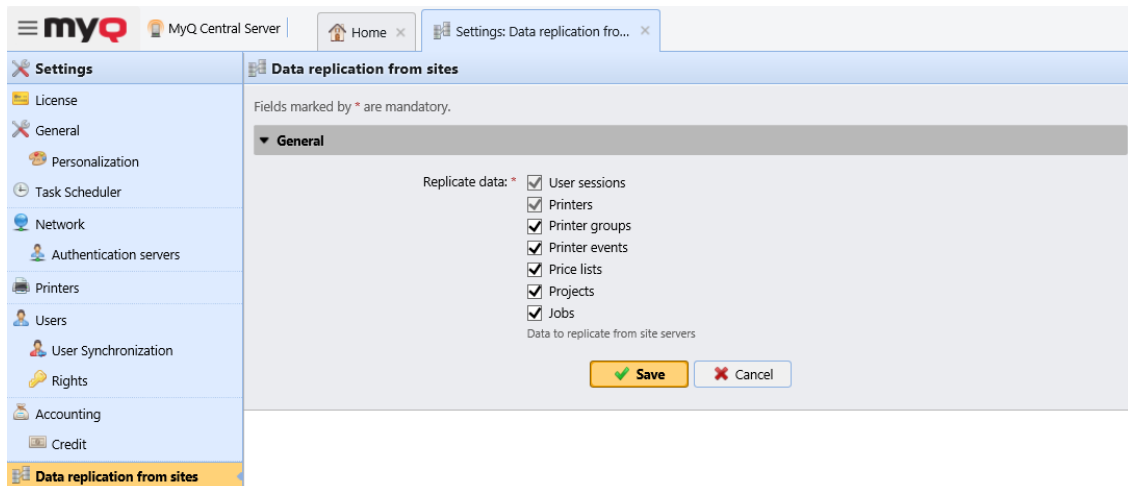 myQ MyQ Central Server Home Settings: Data replication fro...
Settings
Data replication from sites
License
General
Personalization
Task Scheduler
Network
Authentication servers
Printers
Users
User Synchronization
Rights
Accounting
Credit
Data replication from sites
Fields marked by * are mandatory.
General
Replicate data: * User sessions
Printers
Printer groups
Printer events
Price lists
Projects
Jobs
Data to replicate from site servers
Save Cancel